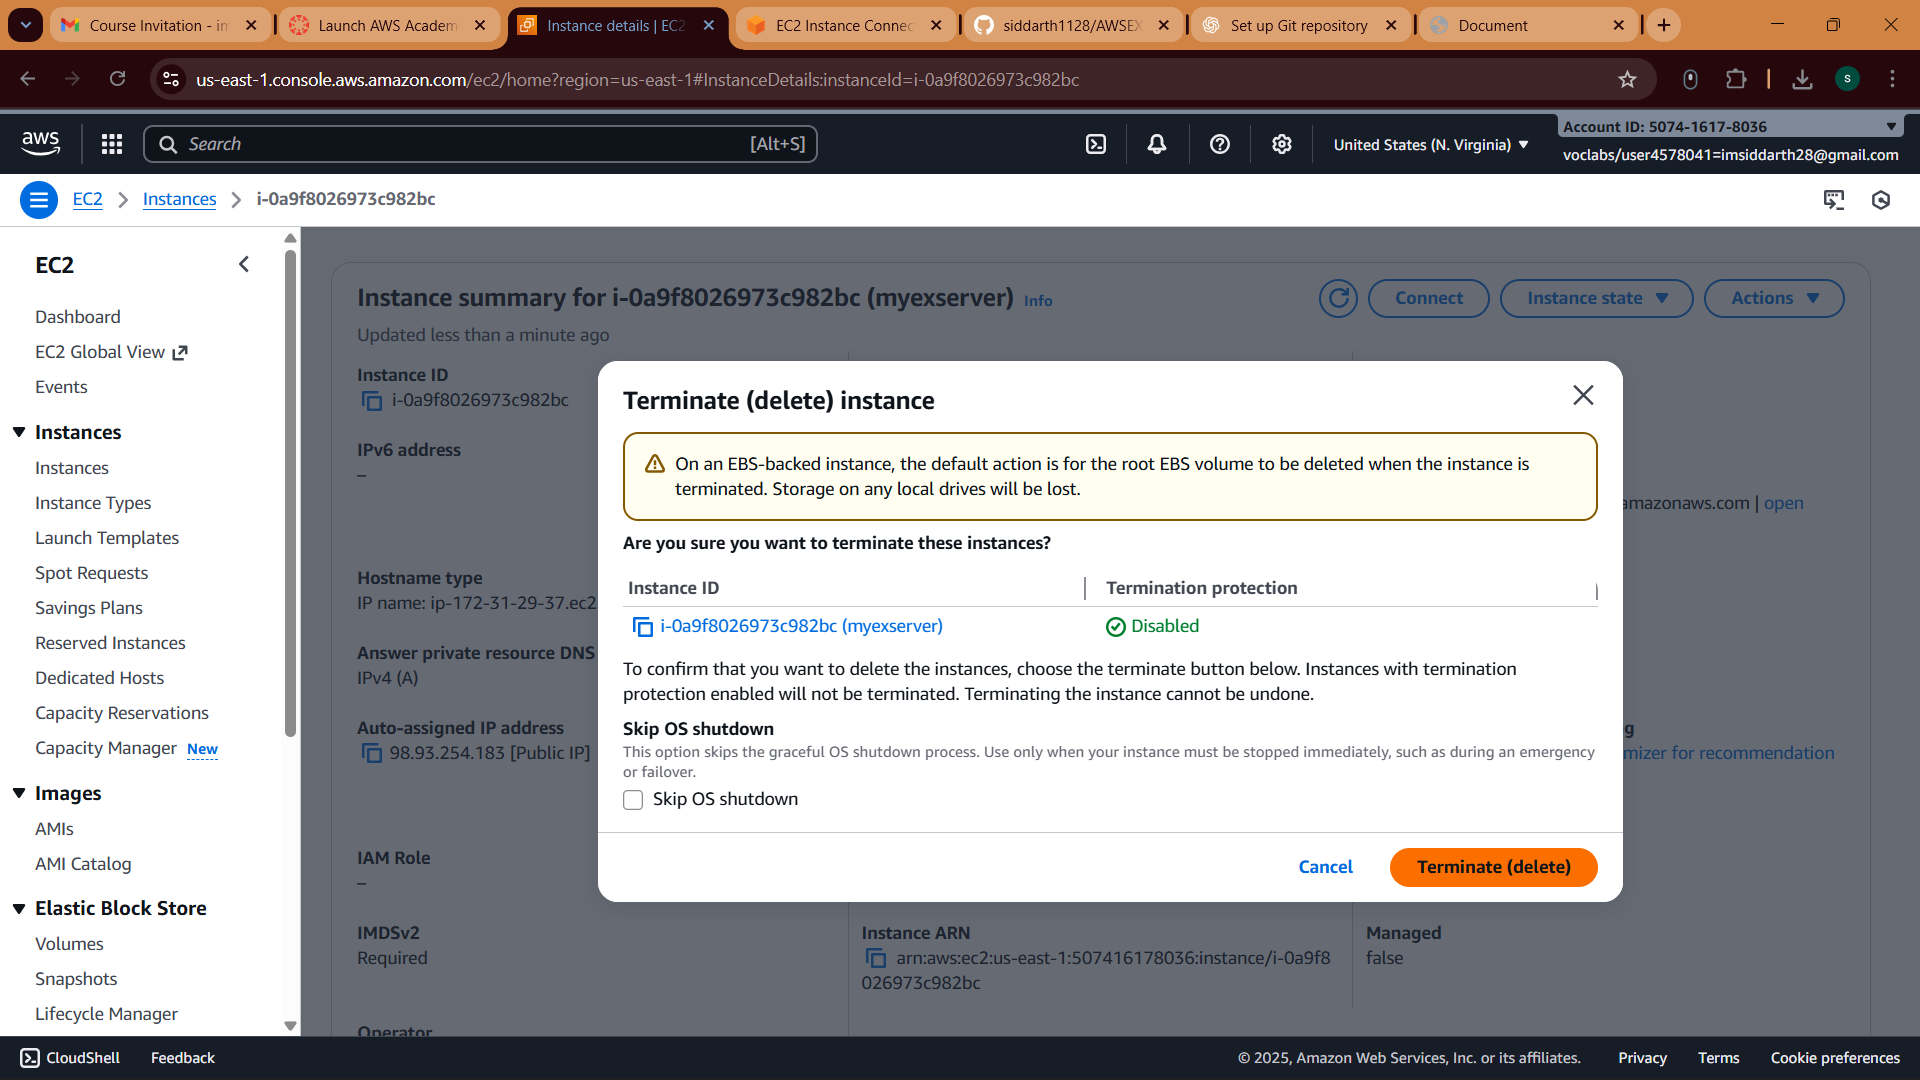 Course Invitation - im
Launch AWS Academ
Instance details | EC2
EC2 Instance Connec
siddarth1128/AWSEX
Set up Git repository
Document
us-east-1.console.aws.amazon.com/ec2/home?region=us-east-1#InstanceDetails:instanceId=i-0a9f8026973c982bc
S
aws
Search
[Alt+S]
United States (N. Virginia)
Account ID: 5074-1617-8036
voclabs/user4578041=imsiddarth28@gmail.com
EC2
Instances
i-0a9f8026973c982bc
EC2
Dashboard
EC2 Global View
Events
Instances
Instances
Instance Types
Launch Templates
Spot Requests
Savings Plans
Reserved Instances
Dedicated Hosts
Capacity Reservations
Capacity Manager New
Images
AMIs
AMI Catalog
Elastic Block Store
Volumes
Snapshots
Lifecycle Manager
Instance summary for i-0a9f8026973c982bc (myexserver) Info
Updated less than a minute ago
Connect
Instance state
Actions
Instance ID
i-0a9f8026973c982bc
IPv6 address
–
amazonaws.com | open
Hostname type
IP name: ip-172-31-29-37.ec2
Answer private resource DNS
IPv4 (A)
Auto-assigned IP address
98.93.254.183 [Public IP]
g
mizer for recommendation
IAM Role
–
IMDSv2
Required
Instance ARN
arn:aws:ec2:us-east-1:507416178036:instance/i-0a9f8
026973c982bc
Managed
false
Operator
Terminate (delete) instance
On an EBS-backed instance, the default action is for the root EBS volume to be deleted when the instance is
terminated. Storage on any local drives will be lost.
Are you sure you want to terminate these instances?
Instance ID
Termination protection
i-0a9f8026973c982bc (myexserver)
Disabled
To confirm that you want to delete the instances, choose the terminate button below. Instances with termination
protection enabled will not be terminated. Terminating the instance cannot be undone.
Skip OS shutdown
This option skips the graceful OS shutdown process. Use only when your instance must be stopped immediately, such as during an emergency
or failover.
Skip OS shutdown
Cancel
Terminate (delete)
CloudShell
Feedback
© 2025, Amazon Web Services, Inc. or its affiliates.
Privacy
Terms
Cookie preferences